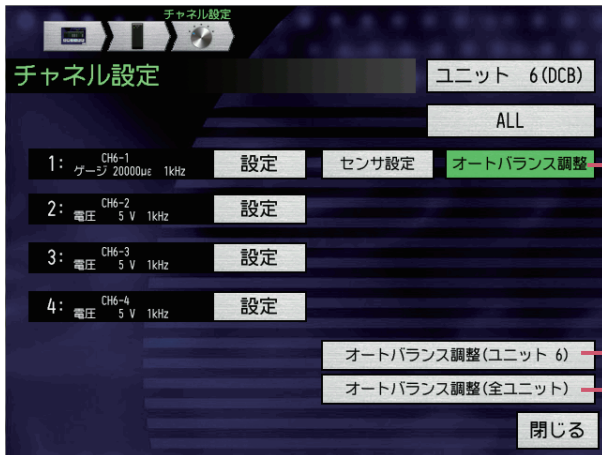 チャネル設定
チャネル設定
ユニット 6(DCB)
ALL
1: CH6-1
ゲージ 20000με 1kHz
設定
センサ設定
オートバランス調整
2: CH6-2
電圧 5 V 1kHz
設定
3: CH6-3
電圧 5 V 1kHz
設定
4: CH6-4
電圧 5 V 1kHz
設定
オートバランス調整(ユニット 6)
オートバランス調整(全ユニット)
閉じる